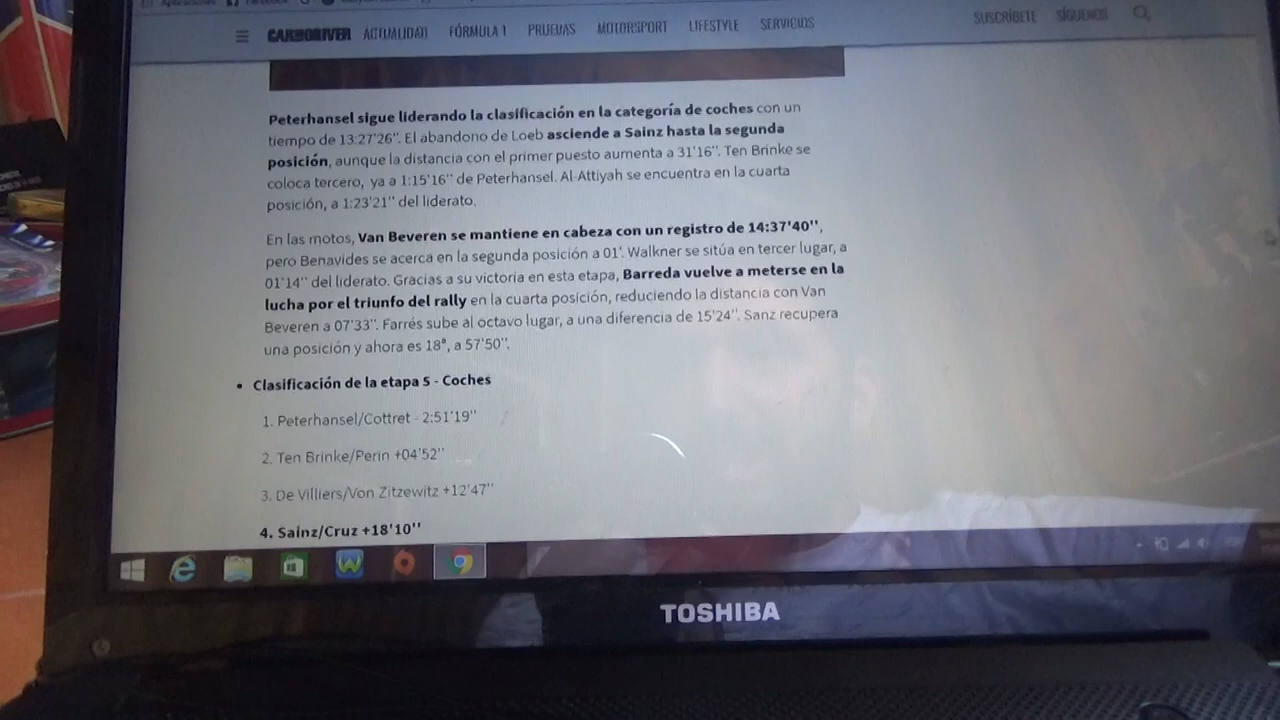 CAR AND DRIVER ACTUALIDAD FÓRMULA 1 PRUEBAS MOTORSPORT LIFESTYLE SERVICIOS SUSCRÍBETE SÍGUENOS
Peterhansel sigue liderando la clasificación en la categoría de coches con un
tiempo de 13:27'26''. El abandono de Loeb asciende a Sainz hasta la segunda
posición, aunque la distancia con el primer puesto aumenta a 31'16''. Ten Brinke se
coloca tercero, ya a 1:15'16'' de Peterhansel. Al-Attiyah se encuentra en la cuarta
posición, a 1:23'21'' del liderato.
En las motos, Van Beveren se mantiene en cabeza con un registro de 14:37'40'',
pero Benavides se acerca en la segunda posición a 01'. Walkner se sitúa en tercer lugar, a
01'14'' del liderato. Gracias a su victoria en esta etapa, Barreda vuelve a meterse en la
lucha por el triunfo del rally en la cuarta posición, reduciendo la distancia con Van
Beveren a 07'33''. Farrés sube al octavo lugar, a una diferencia de 15'24''. Sanz recupera
una posición y ahora es 18ª, a 57'50''.
• Clasificación de la etapa 5 - Coches
1. Peterhansel/Cottret - 2:51'19''
2. Ten Brinke/Perin +04'52''
3. De Villiers/Von Zitzewitz +12'47''
4. Sainz/Cruz +18'10''
TOSHIBA